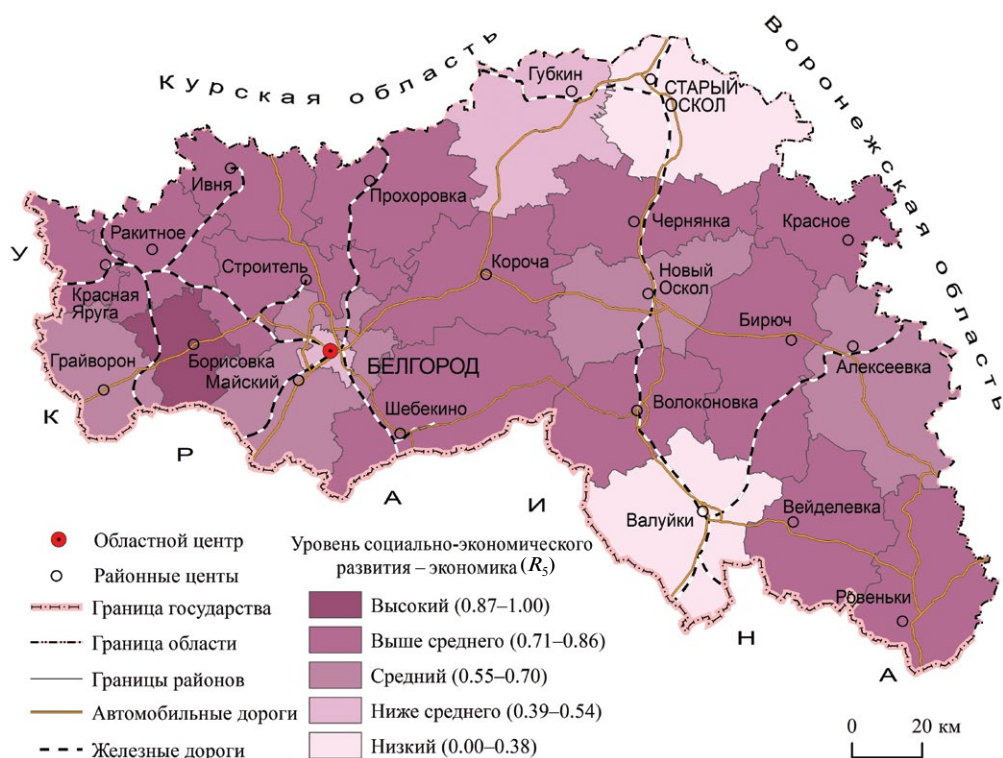 Курская область
Воронежская область
УКРАИНА
Губкин
СТАРЫЙ
ОСКОЛ
Ивня
Прохоровка
Ракитное
Чернянка
Красное
Строитель
Короча
Новый
Оскол
Красная
Яруга
Бирюч
Грайворон
Борисовка
БЕЛГОРОД
Алексеевка
Майский
Шебекино
Волоконовка
Валуйки
Вейделевка
Ровеньки
Областной центр
Районные центы
Граница государства
Граница области
Границы районов
Автомобильные дороги
Железные дороги
Уровень социально-экономического
развития – экономика (R₅)
Высокий (0.87–1.00)
Выше среднего (0.71–0.86)
Средний (0.55–0.70)
Ниже среднего (0.39–0.54)
Низкий (0.00–0.38)
0 20 км